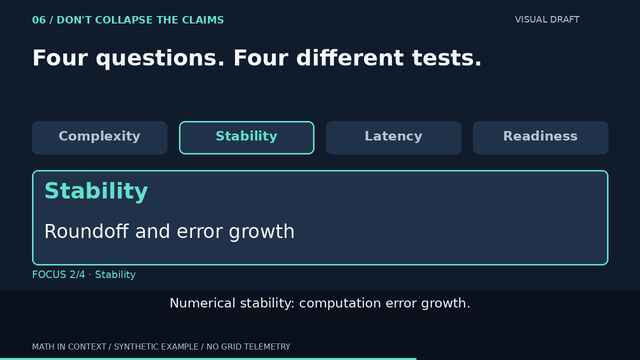 06 / DON'T COLLAPSE THE CLAIMS
VISUAL DRAFT
Four questions. Four different tests.
Complexity
Stability
Latency
Readiness
Stability
Roundoff and error growth
FOCUS 2/4 · Stability
Numerical stability: computation error growth.
MATH IN CONTEXT / SYNTHETIC EXAMPLE / NO GRID TELEMETRY